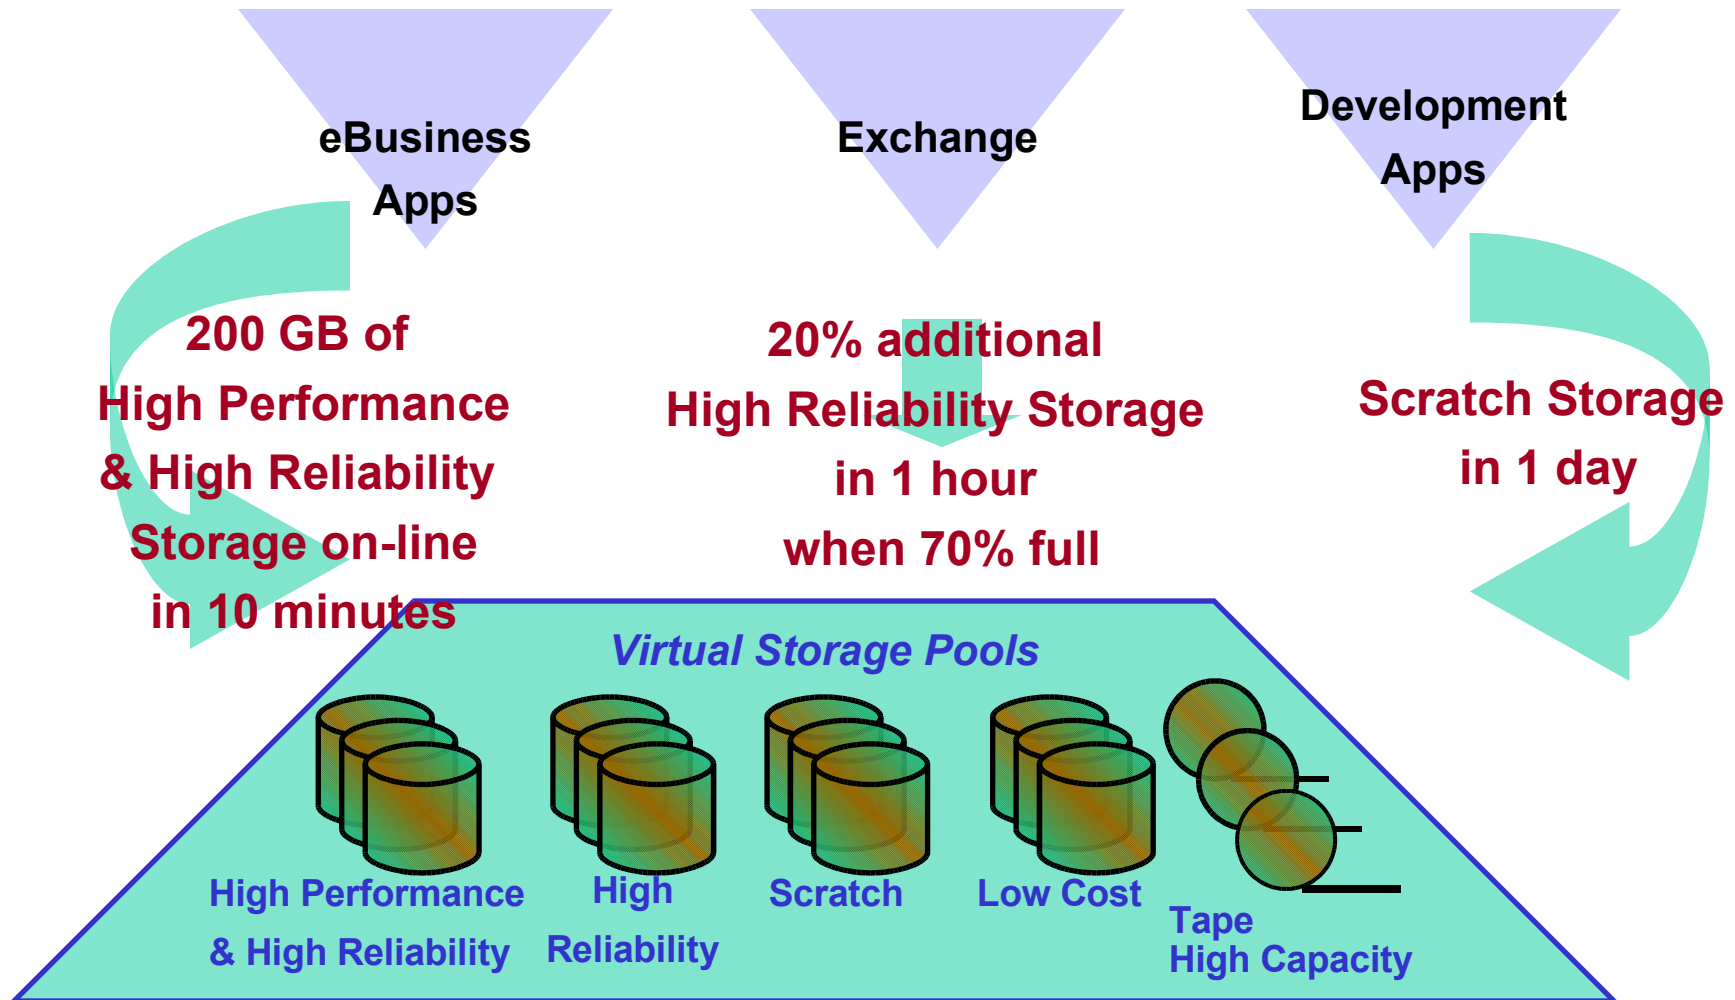 eBusiness
Apps
Exchange
Development
Apps
200 GB of
High Performance
& High Reliability
Storage on-line
in 10 minutes
20% additional
High Reliability Storage
in 1 hour
when 70% full
Scratch Storage
in 1 day
Virtual Storage Pools
High Performance
& High Reliability
High
Reliability
Scratch
Low Cost
Tape
High Capacity